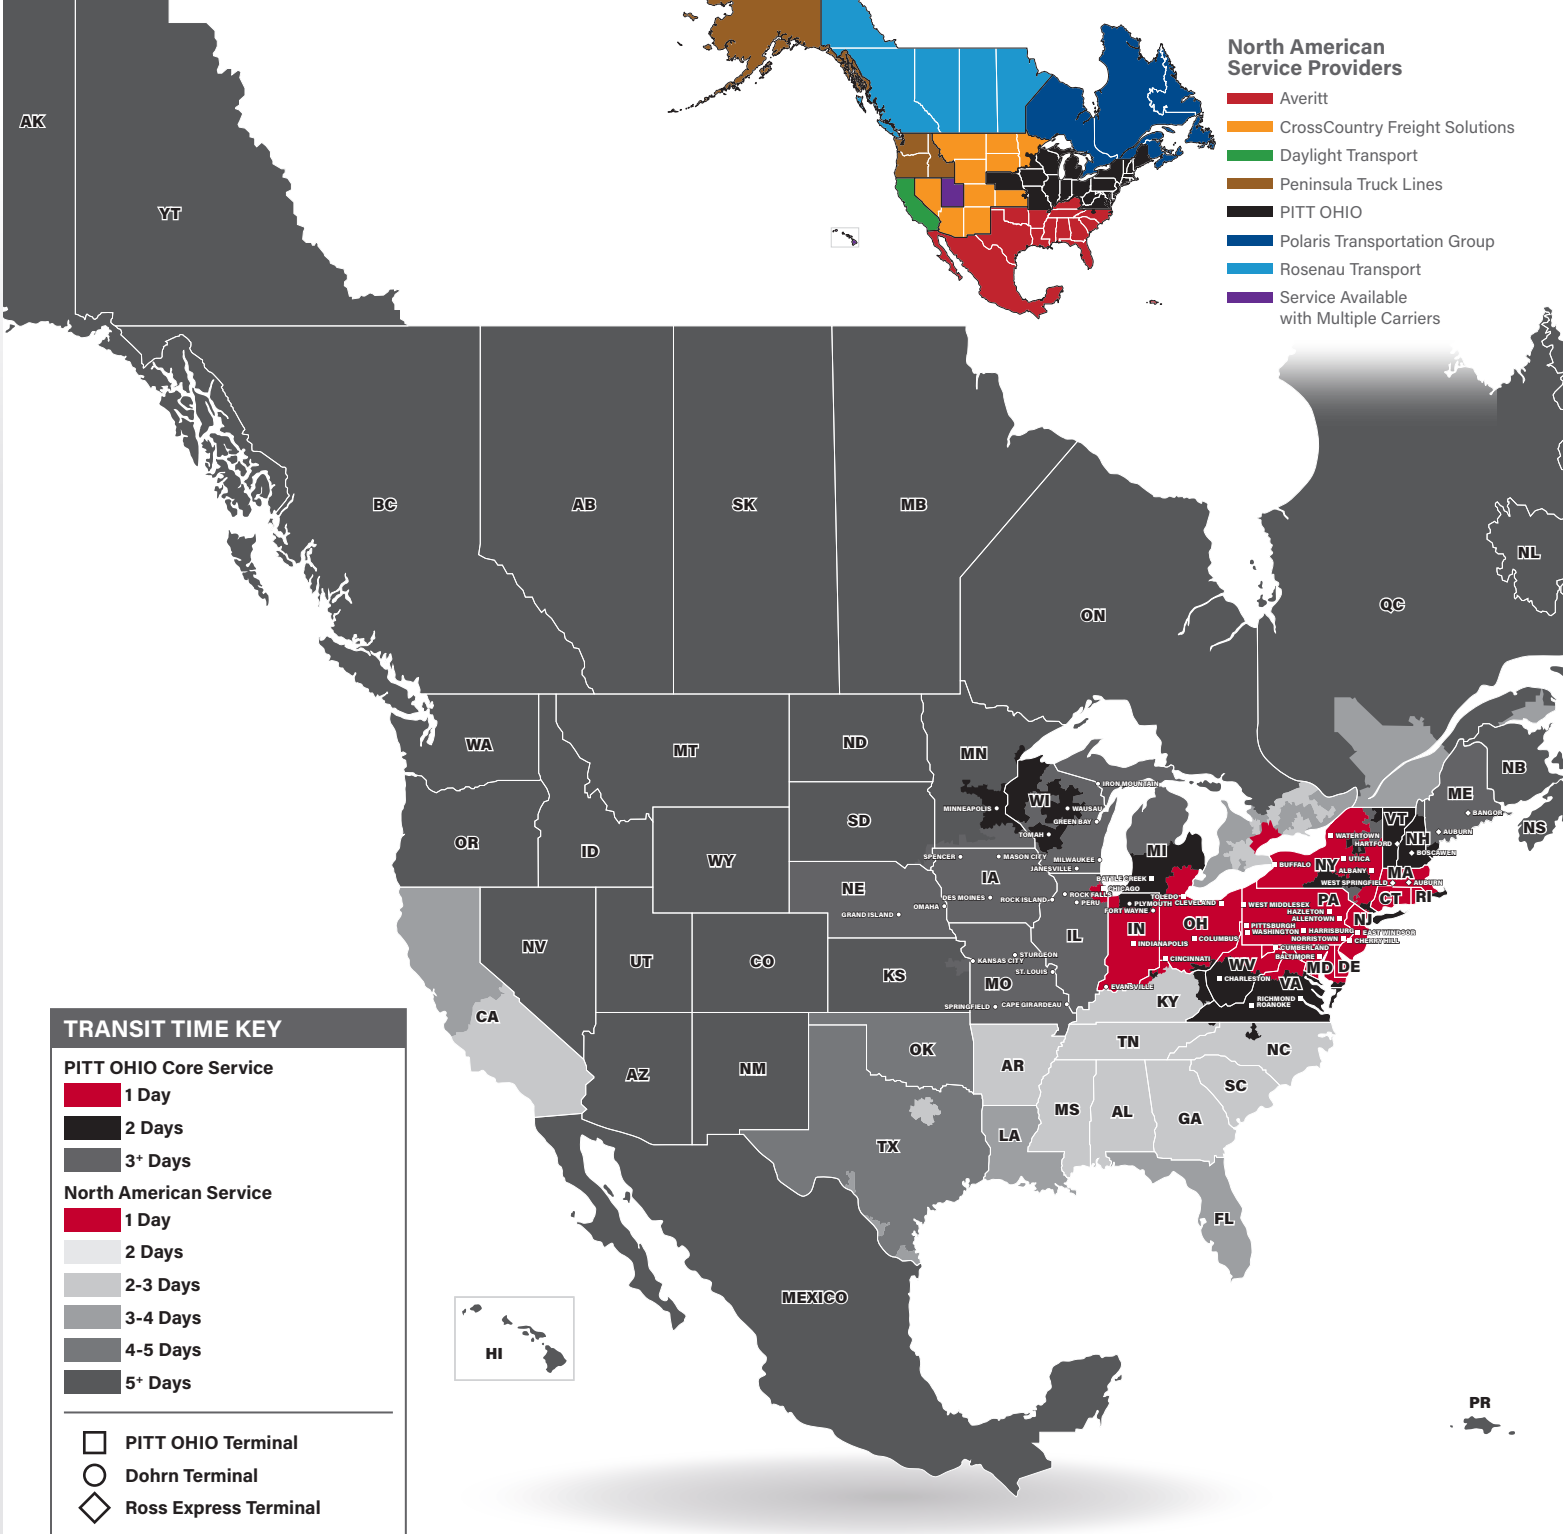 North American
Service Providers
Averitt
CrossCountry Freight Solutions
Daylight Transport
Peninsula Truck Lines
PITT OHIO
Polaris Transportation Group
Rosenau Transport
Service Available
with Multiple Carriers
AK
YT
BC
AB
SK
MB
ON
QC
NL
NB
NS
ME
WA
MT
ND
MN
OR
ID
WY
SD
WI
MI
IA
NE
NV
UT
CO
KS
MO
IL
IN
OH
KY
WV
VA
PA
NY
VT
NH
MA
CT
RI
NJ
MD
DE
CA
AZ
NM
OK
TX
AR
LA
TN
MS
AL
GA
NC
SC
FL
MEXICO
HI
PR
IRON MOUNTAIN
MINNEAPOLIS
WAUSAU
GREEN BAY
TOMAH
SPENCER
MASON CITY
MILWAUKEE
JANESVILLE
BATTLE CREEK
CHICAGO
DES MOINES
ROCK ISLAND
ROCK FALLS
PERU
OMAHA
GRAND ISLAND
PLYMOUTH
FORT WAYNE
TOLEDO
CLEVELAND
INDIANAPOLIS
COLUMBUS
CINCINNATI
EVANSVILLE
STURGEON
KANSAS CITY
ST. LOUIS
SPRINGFIELD
CAPE GIRARDEAU
CHARLESTON
RICHMOND
ROANOKE
WEST MIDDLESEX
HAZLETON
ALLENTOWN
PITTSBURGH
WASHINGTON
HARRISBURG
NORRISTOWN
EAST WINDSOR
CHERRY HILL
CUMBERLAND
BALTIMORE
BUFFALO
UTICA
ALBANY
WATERTOWN
HARTFORD
WEST SPRINGFIELD
AUBURN
BOSCAWEN
AUBURN
BANGOR
TRANSIT TIME KEY
PITT OHIO Core Service
1 Day
2 Days
3+ Days
North American Service
1 Day
2 Days
2-3 Days
3-4 Days
4-5 Days
5+ Days
PITT OHIO Terminal
Dohrn Terminal
Ross Express Terminal